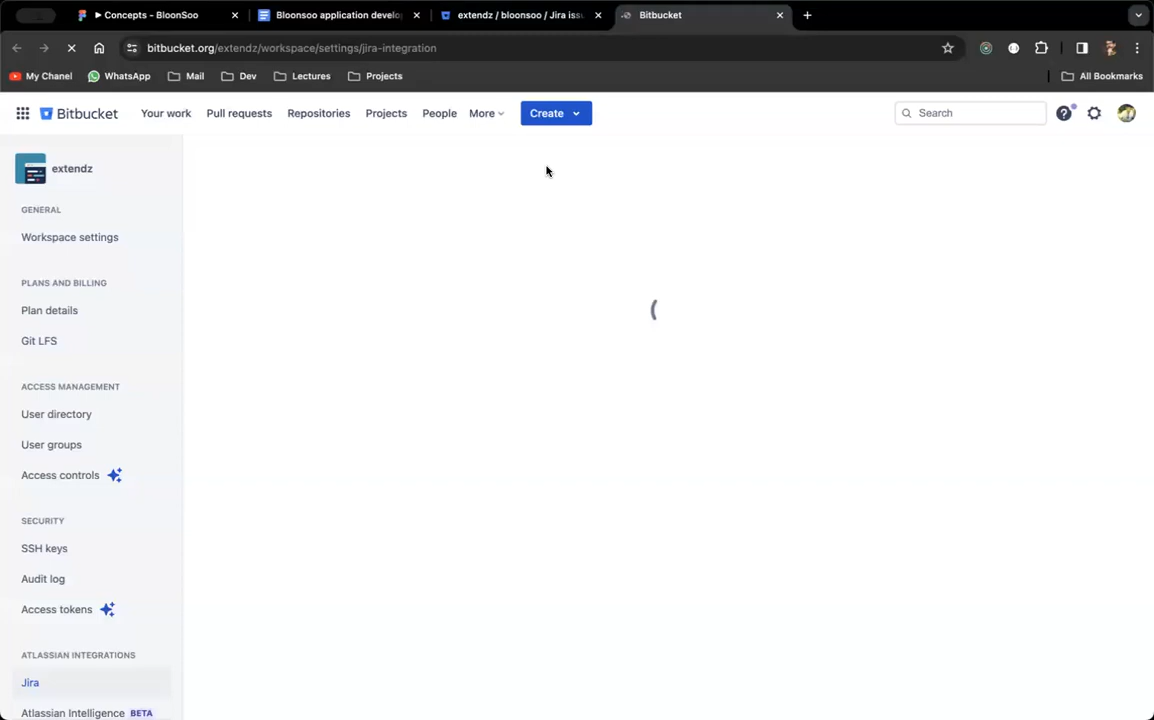 Concepts - BloonSoo
Bloonsoo application develop
extendz / bloonsoo / Jira issu
Bitbucket
bitbucket.org/extendz/workspace/settings/jira-integration
My Chanel
WhatsApp
Mail
Dev
Lectures
Projects
All Bookmarks
Bitbucket
Your work
Pull requests
Repositories
Projects
People
More
Create
Search
extendz
GENERAL
Workspace settings
PLANS AND BILLING
Plan details
Git LFS
ACCESS MANAGEMENT
User directory
User groups
Access controls
SECURITY
SSH keys
Audit log
Access tokens
ATLASSIAN INTEGRATIONS
Jira
Atlassian Intelligence BETA